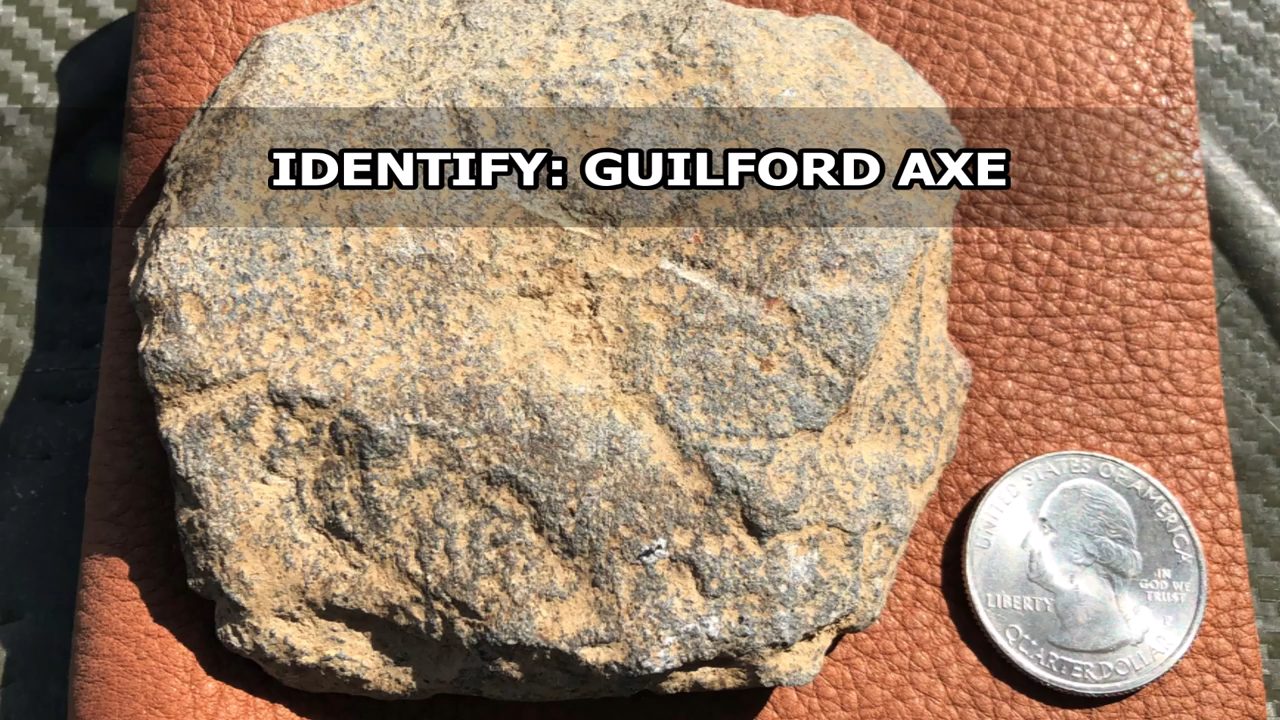 IDENTIFY: GUILFORD AXE
UNITED STATES OF AMERICA
IN
GOD WE
TRUST
LIBERTY
P
QUARTER DOLLAR